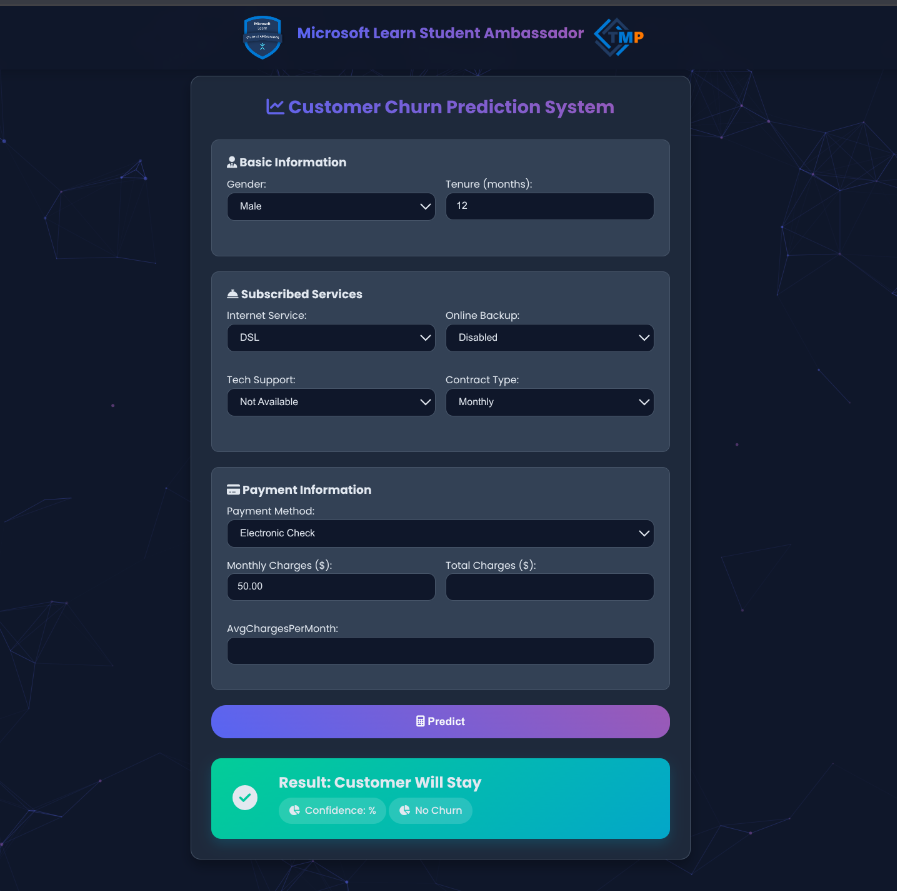 Microsoft
Learn
Microsoft Learn Student Ambassador
TMP
Customer Churn Prediction System
Basic Information
Gender: Tenure (months):
Male 12
Subscribed Services
Internet Service: Online Backup:
DSL Disabled
Tech Support: Contract Type:
Not Available Monthly
Payment Information
Payment Method:
Electronic Check
Monthly Charges ($): Total Charges ($):
50.00
AvgChargesPerMonth:
Predict
Result: Customer Will Stay
Confidence: % No Churn